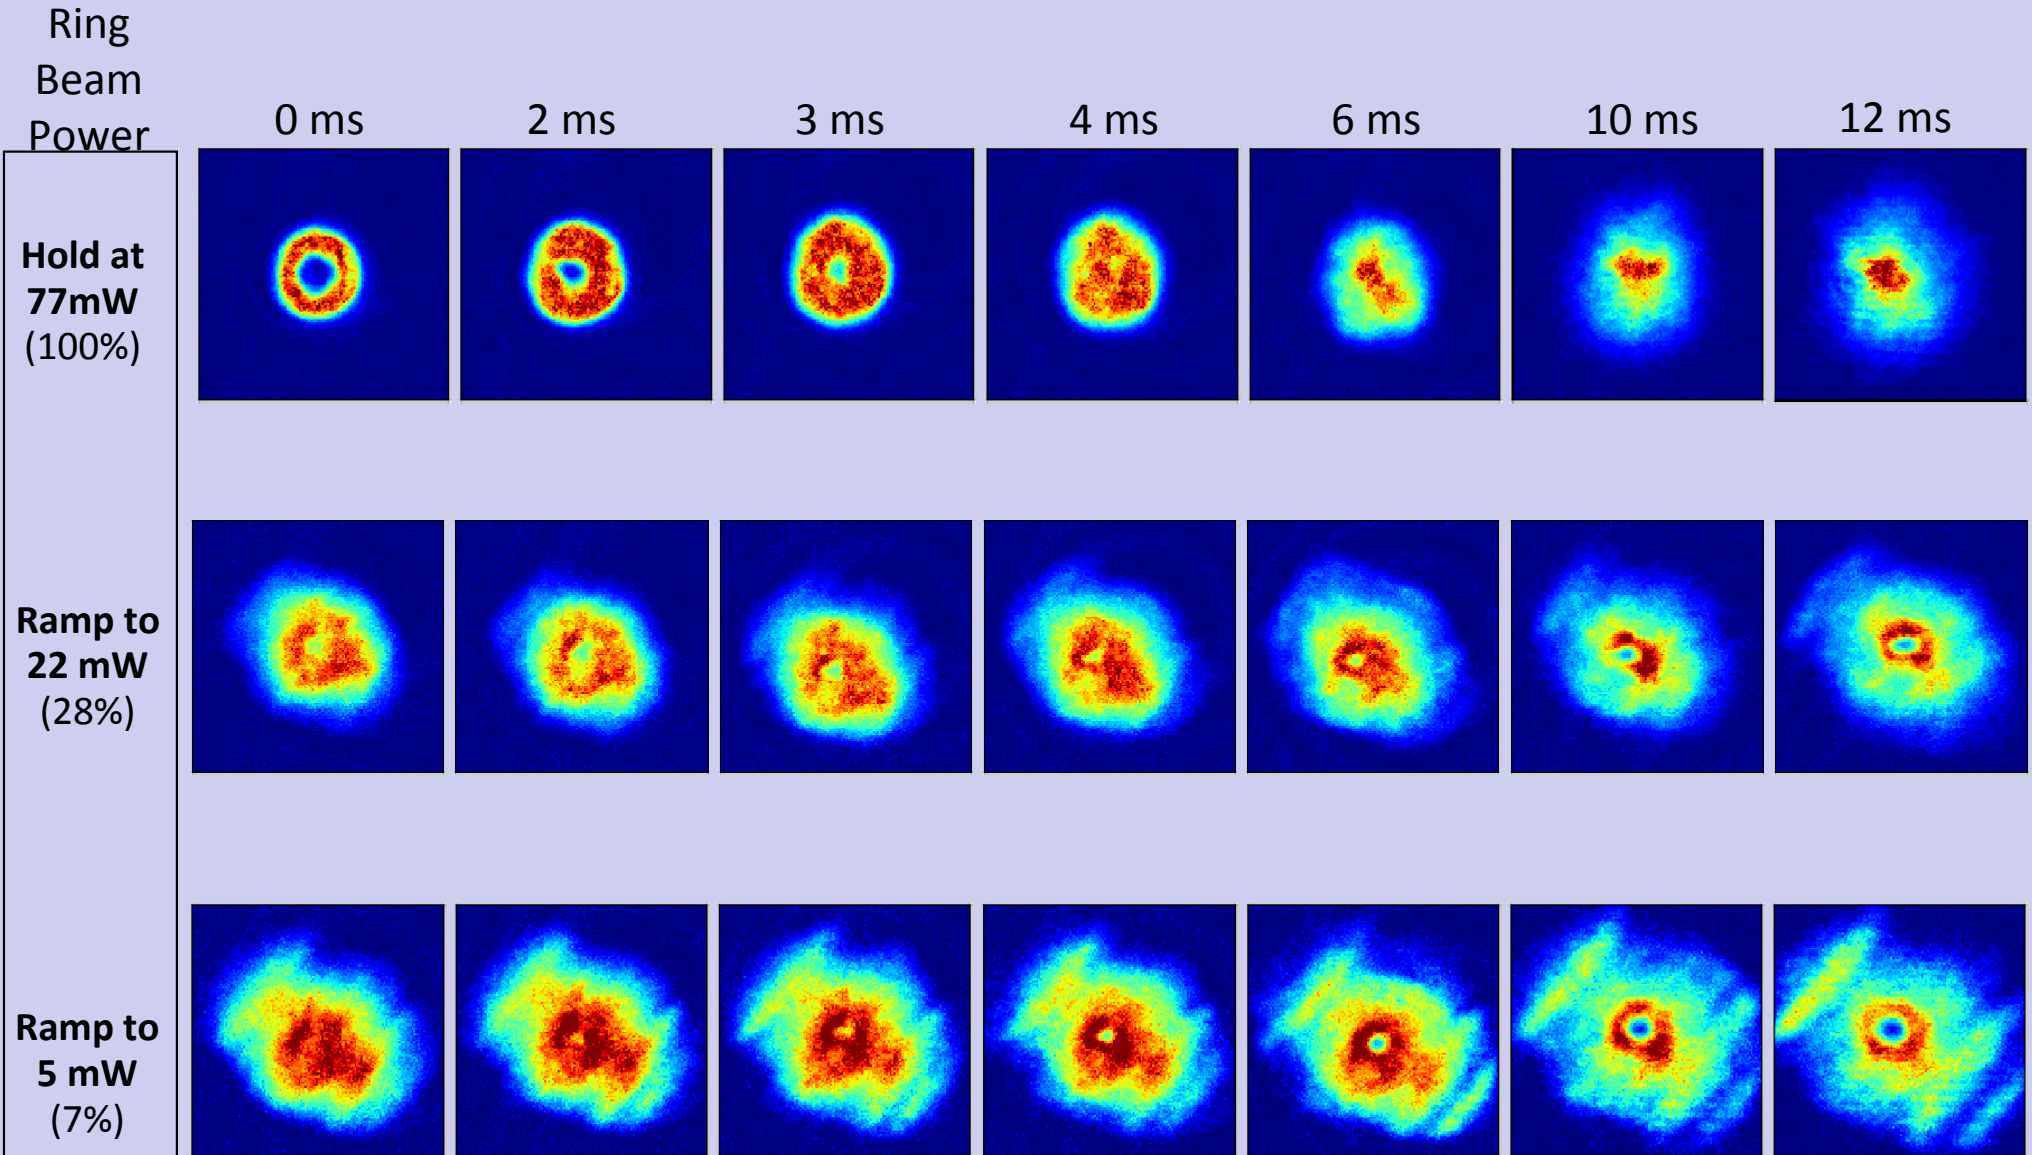 Ring
Beam
Power
0 ms
2 ms
3 ms
4 ms
6 ms
10 ms
12 ms
Hold at
77mW
(100%)
Ramp to
22 mW
(28%)
Ramp to
5 mW
(7%)